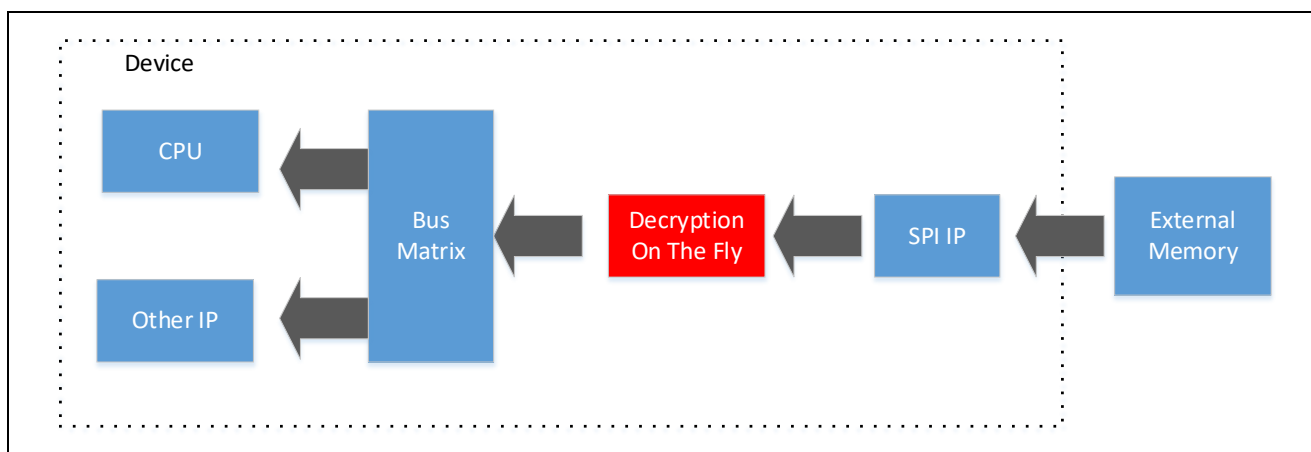 Device
CPU
Other IP
Bus
Matrix
Decryption
On The Fly
SPI IP
External
Memory